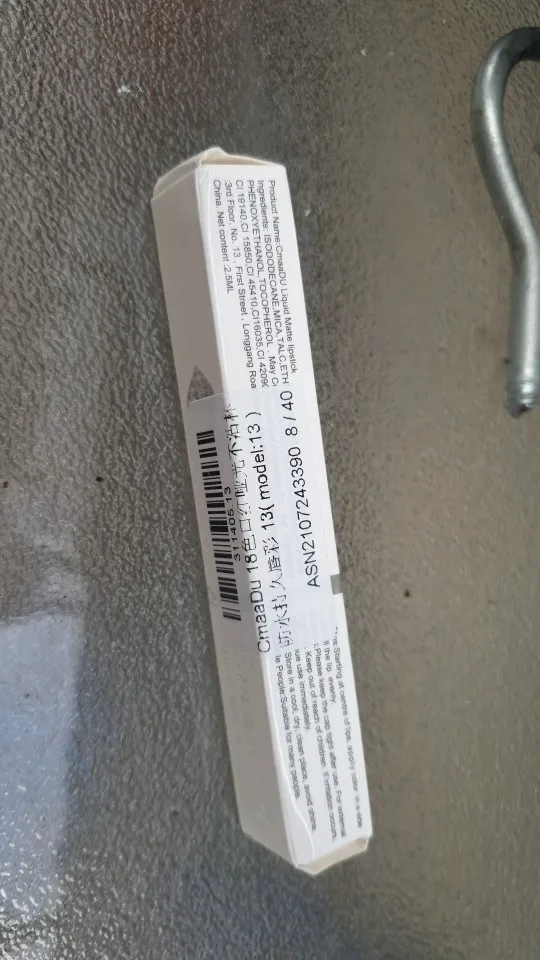 Product Name:CmaaDU Liquid Matte lipstick
Ingredients: ISODODECANE,MICA,TALC,ETH
PHENOXYETHANOL,TOCOPHEROL . May
CI 19140,CI 15850,CI 45410,CI16035,CI 4209
:3rd Floor, No. 13 , First Street , Longgang Roa
China. Net content :2.5ML
311405.13
CmaaDu 18色口红哑光不沾杯
防水持久唇彩 13( model:13 )
ASN2107243390 8 / 40
Starting at centre of lips, apply color in a
the lip evenly.
:Please keep the cap tight after use. For external
Keep out of reach of children. If irritation occurs,
nue use immediately.
Store in a cool, dry, clean place, avoid shine.
le People:Suitable for many people.